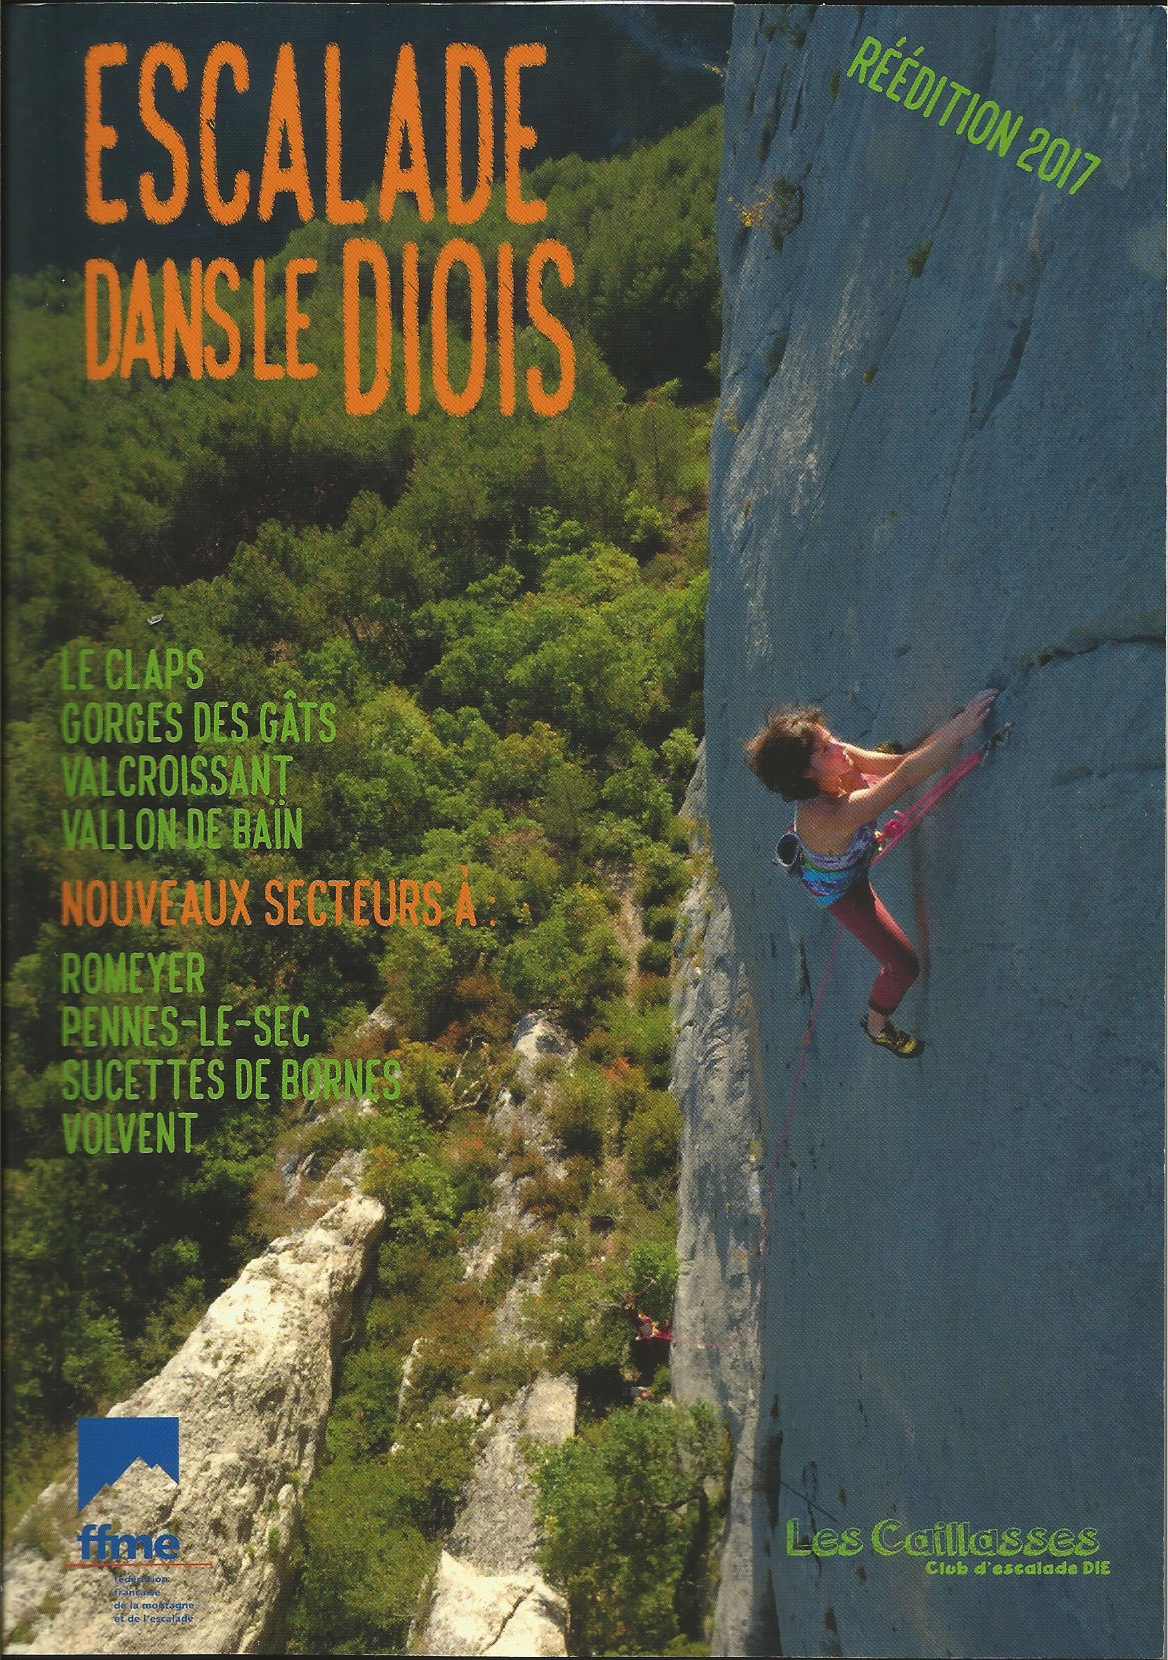 ESCALADE
DANS LE DIOIS
RÉÉDITION 2017
LE CLAPS
GORGES DES GÂTS
VALCROISSANT
VALLON DE BAÏN
NOUVEAUX SECTEURS À :
ROMEYER
PENNES-LE-SEC
SUCETTES DE BORNES
VOLVENT
ffme
fédération
française
de la montagne
et de l'escalade
Les Caillasses
Club d'escalade DIE